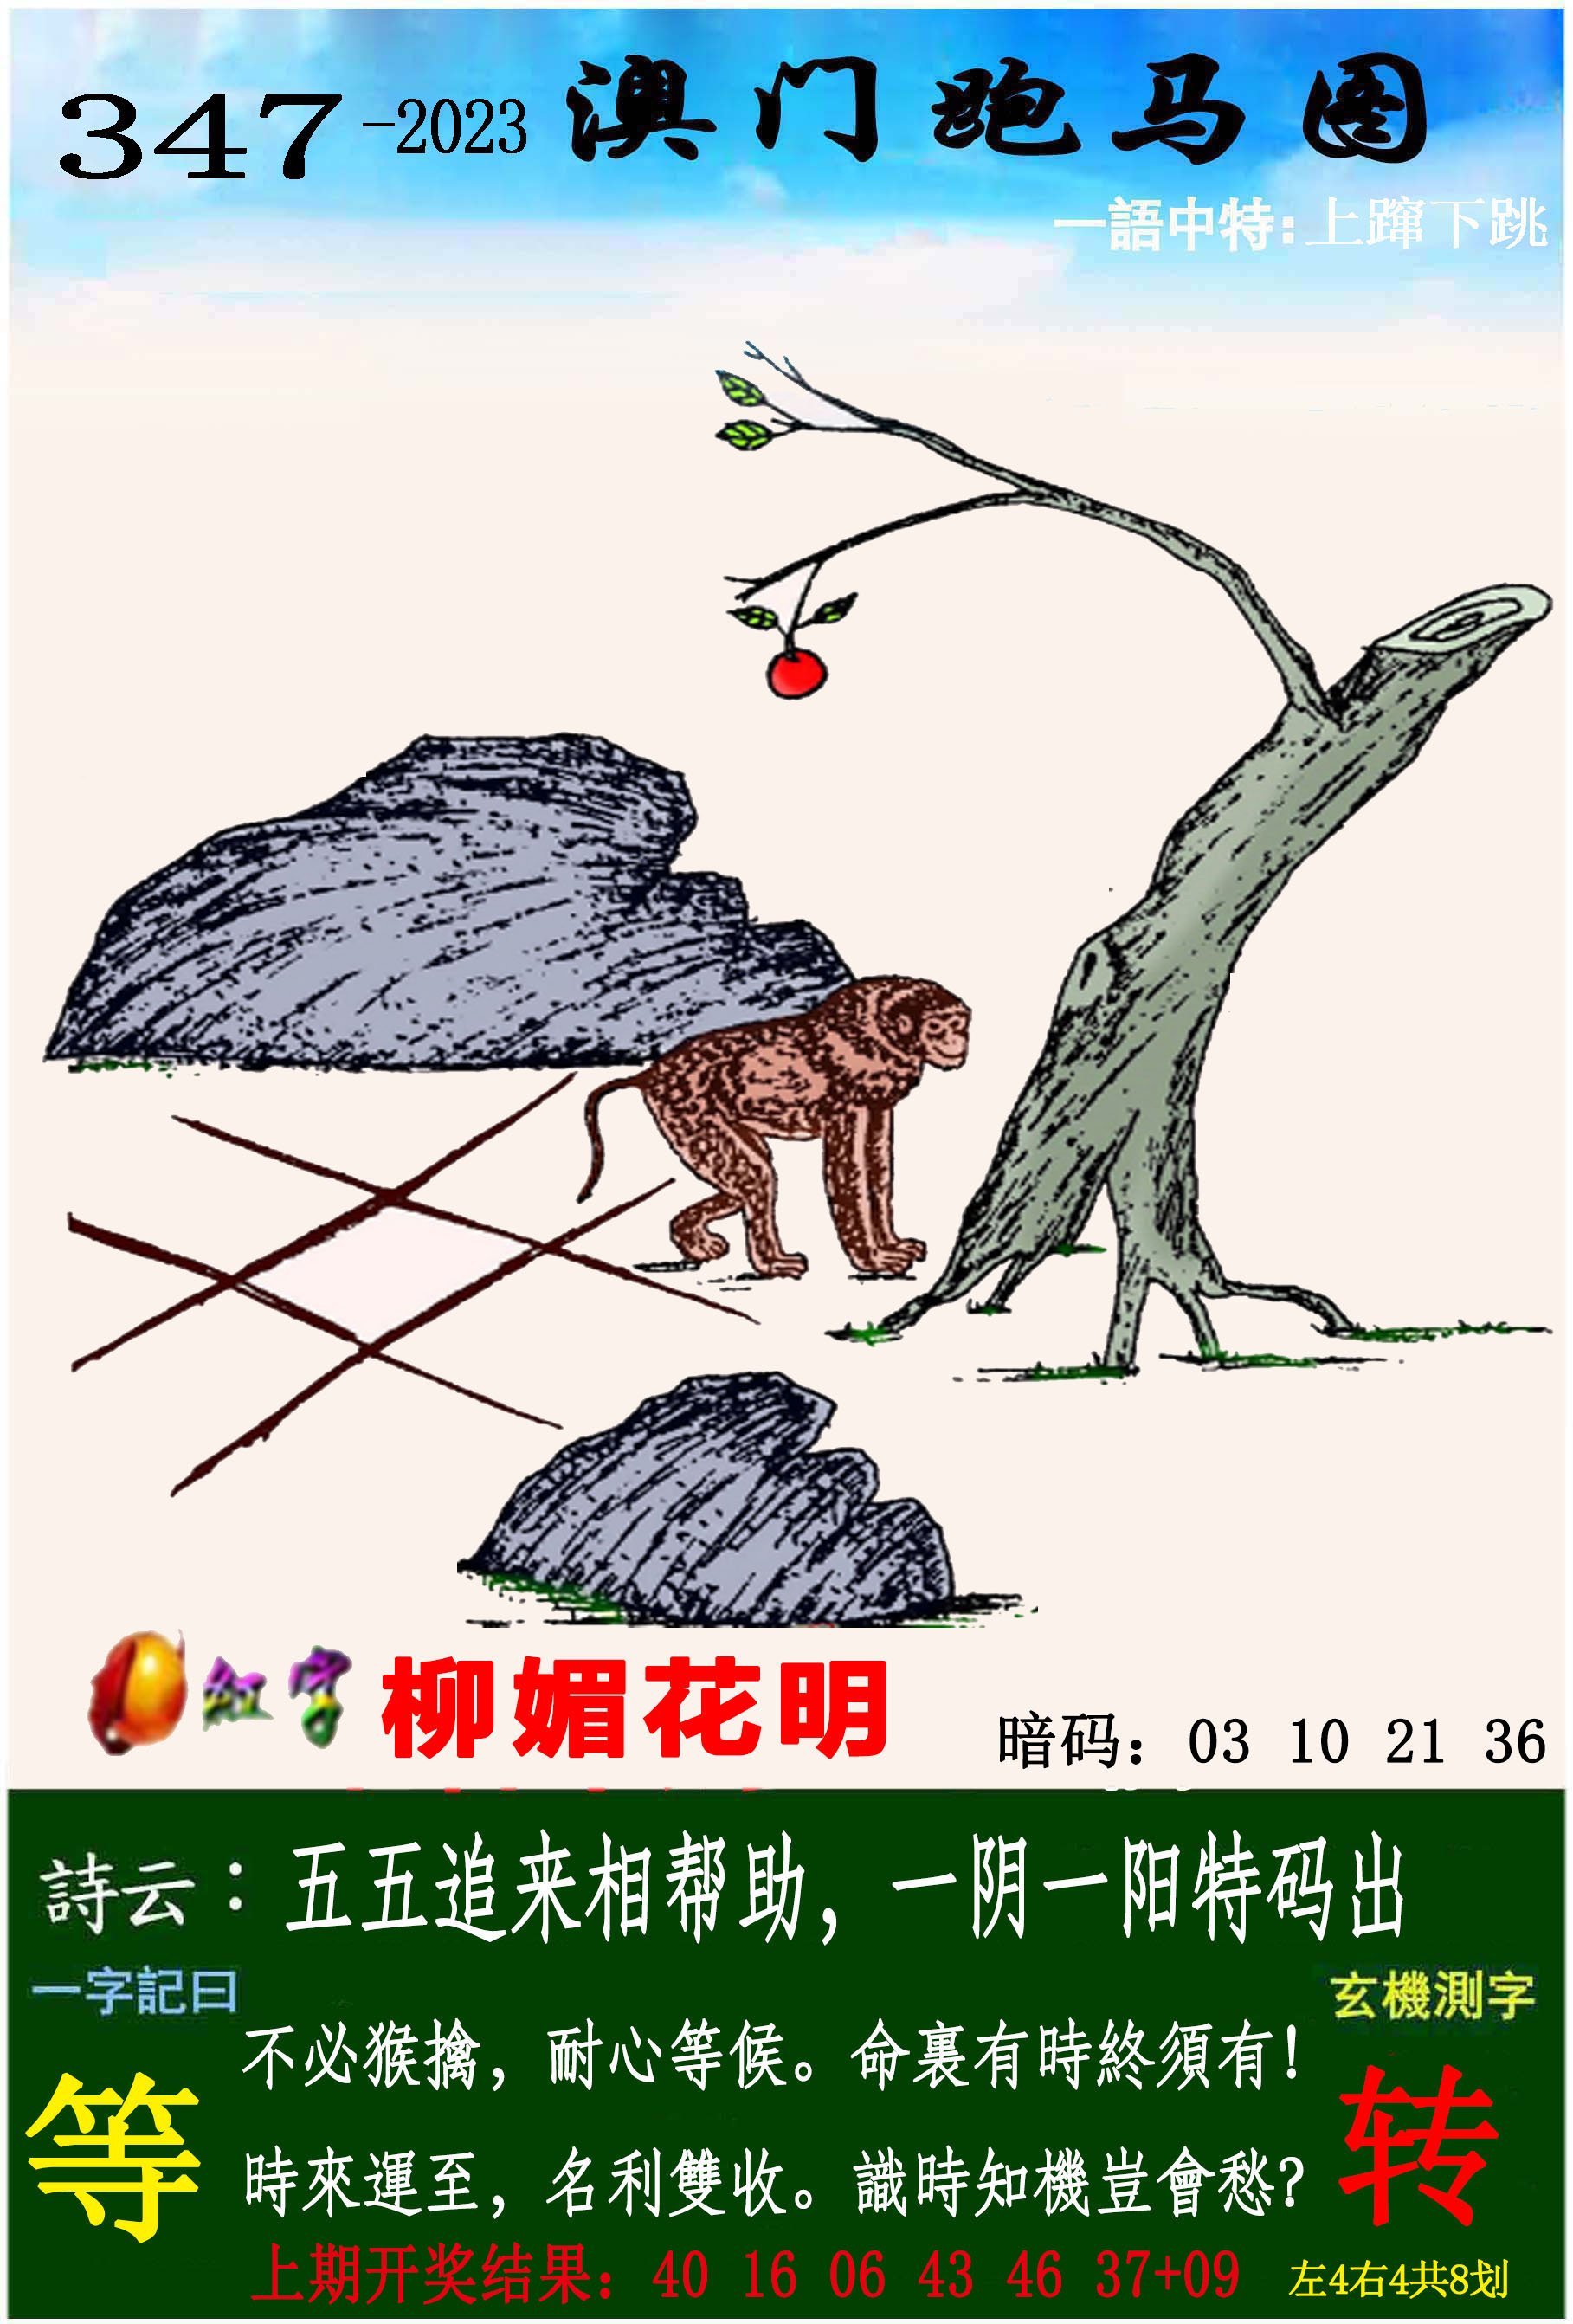 347-2023 澳门跑马图
一語中特:上躥下跳
红字 柳媚花明
暗码：03 10 21 36
詩云：五五追来相帮助，一阴一阳特码出
一字記曰
玄機測字
不必猴擒，耐心等候。命裏有時終須有！
等
转
時來運至，名利雙收。識時知機豈會愁？
上期开奖结果：40 16 06 43 46 37+09
左4右4共8划